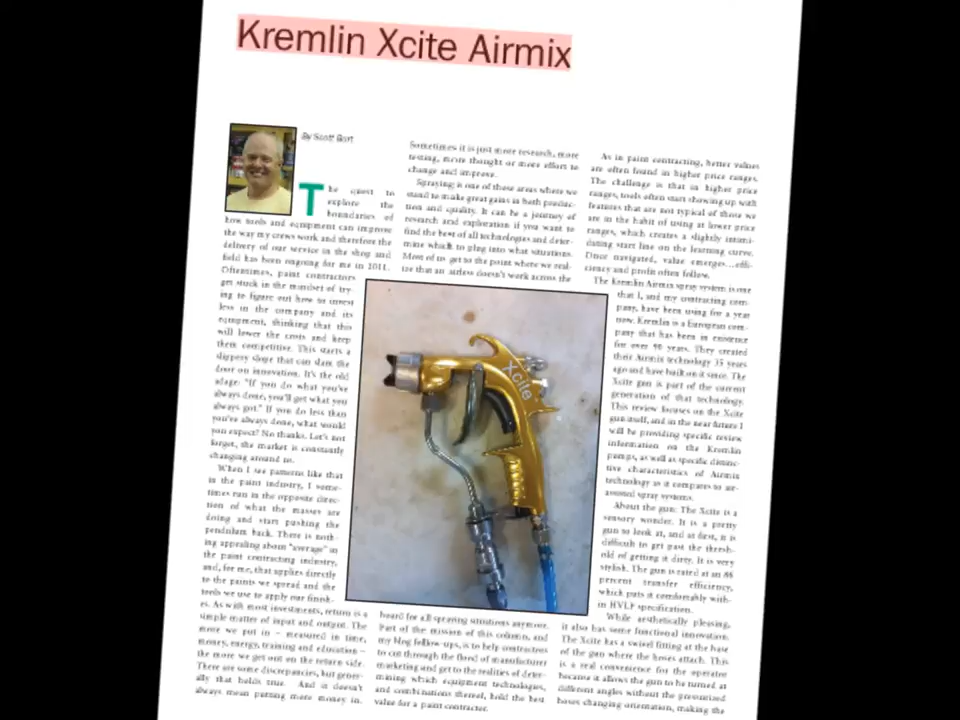 Kremlin Xcite Airmix
By Scott Burt
The quest to
explore the
boundaries of
how tools and equipment can improve
the way my crews work and therefore the
delivery of our service in the shop and
field has been ongoing for me in 2011.
Oftentimes, paint contractors
get stuck in the mindset of try-
ing to figure out how to invest
less in the company and its
equipment, thinking that this
will lower the costs and keep
them competitive. This starts a
slippery slope that can slam the
door on innovation. It's the old
adage: "If you do what you've
always done, you'll get what you
always got." If you do less than
you've always done, what would
you expect? No thanks. Let's not
forget, the market is constantly
changing around us.
When I see patterns like that
in the paint industry, I some-
times run in the opposite direc-
tion of what the masses are
doing and start pushing the
pendulum back. There is noth-
ing appealing about "average" in
the paint contracting industry,
and, for me, that applies directly
to the paints we spread and the
tools we use to apply our finish-
es. As with most investments, return is a
simple matter of input and output. The
more we put in – measured in time,
money, energy, training and education –
the more we get out on the return side.
There are some discrepancies, but gener-
ally that holds true. And it doesn't
always mean putting more money in.
Sometimes it is just more research, more
testing, more thought or more effort to
change and improve.
Spraying is one of those areas where we
stand to make great gains in both produc-
tion and quality. It can be a journey of
research and exploration if you want to
find the best of all technologies and deter-
mine which to plug into what situations.
Most of us get to the point where we real-
ize that an airless doesn't work across the
Xcite
board for all spraying situations anymore.
Part of the mission of this column, and
my blog follow-ups, is to help contractors
to cut through the flood of manufacturer
marketing and get to the realities of deter-
mining which equipment technologies,
and combinations thereof, hold the best
value for a paint contractor.
As in paint contracting, better values
are often found in higher price ranges.
The challenge is that in higher price
ranges, tools often start showing up with
features that are not typical of those we
are in the habit of using at lower price
ranges, which creates a slightly intimi-
dating start line on the learning curve.
Once navigated, value emerges...effi-
ciency and profit often follow.
The Kremlin Airmix spray system is one
that I, and my contracting com-
pany, have been using for a year
now. Kremlin is a European com-
pany that has been in existence
for over 90 years. They created
their Airmix technology 35 years
ago and have built on it since. The
Xcite gun is part of the current
generation of that technology.
This review focuses on the Xcite
gun itself, and in the near future I
will be providing specific review
information on the Kremlin
pumps, as well as specific distinc-
tive characteristics of Airmix
technology as it compares to air-
assisted spray systems.
About the gun: The Xcite is a
sensory wonder. It is a pretty
gun to look at, and at first, it is
difficult to get past the thresh-
old of getting it dirty. It is very
stylish. The gun is rated at an 86
percent transfer efficiency,
which puts it comfortably with-
in HVLP specification.
While aesthetically pleasing,
it also has some functional innovation.
The Xcite has a swivel fitting at the base
of the gun where the hoses attach. This
is a real convenience for the operator
because it allows the gun to be turned at
different angles without the pressurized
hoses changing orientation, making the